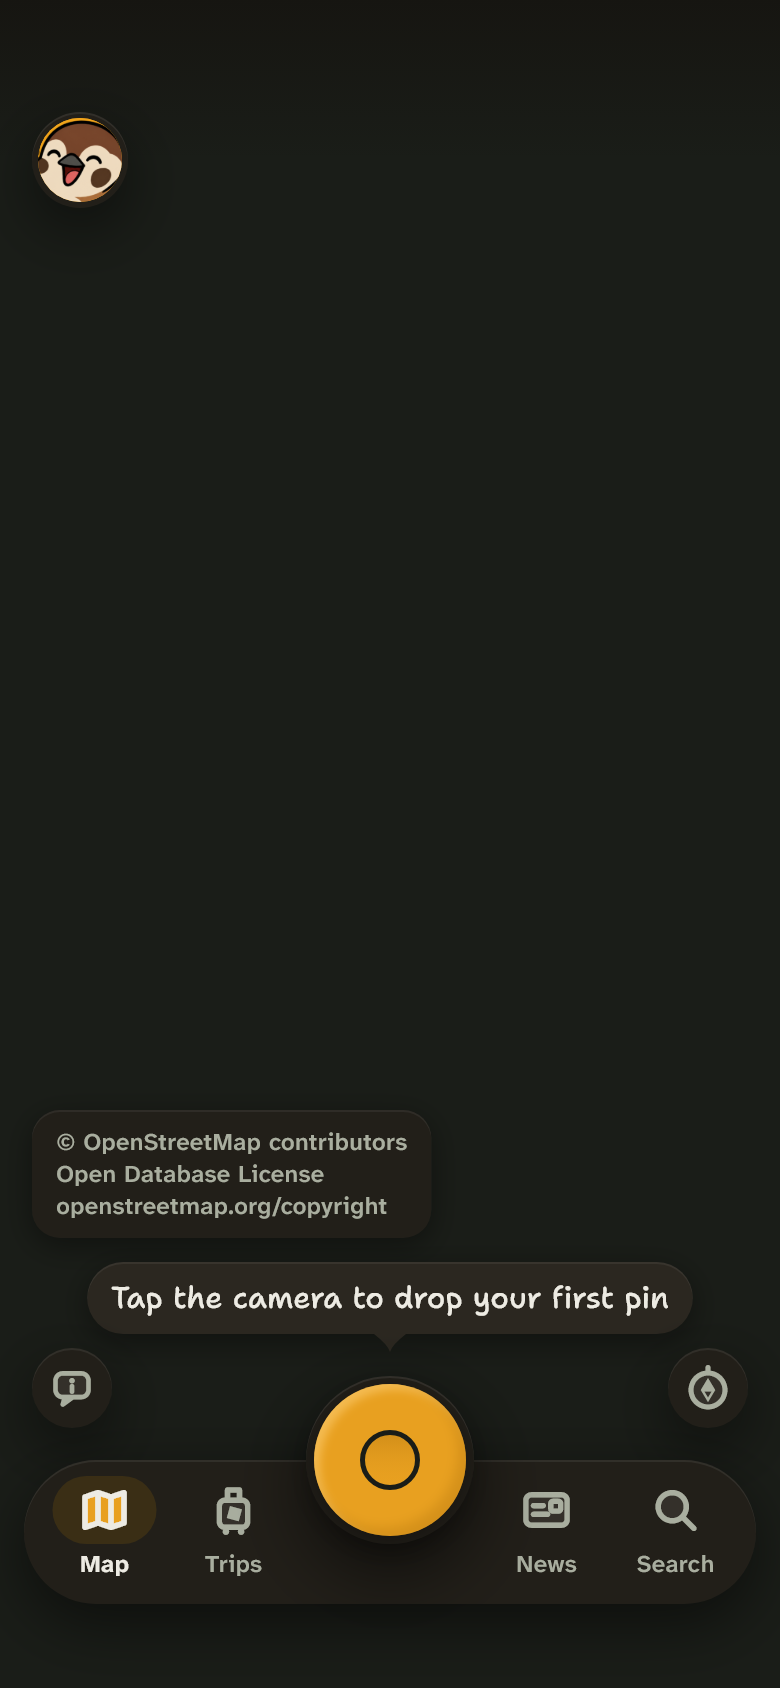 © OpenStreetMap contributors
Open Database License
openstreetmap.org/copyright
Tap the camera to drop your first pin
Map
Trips
News
Search